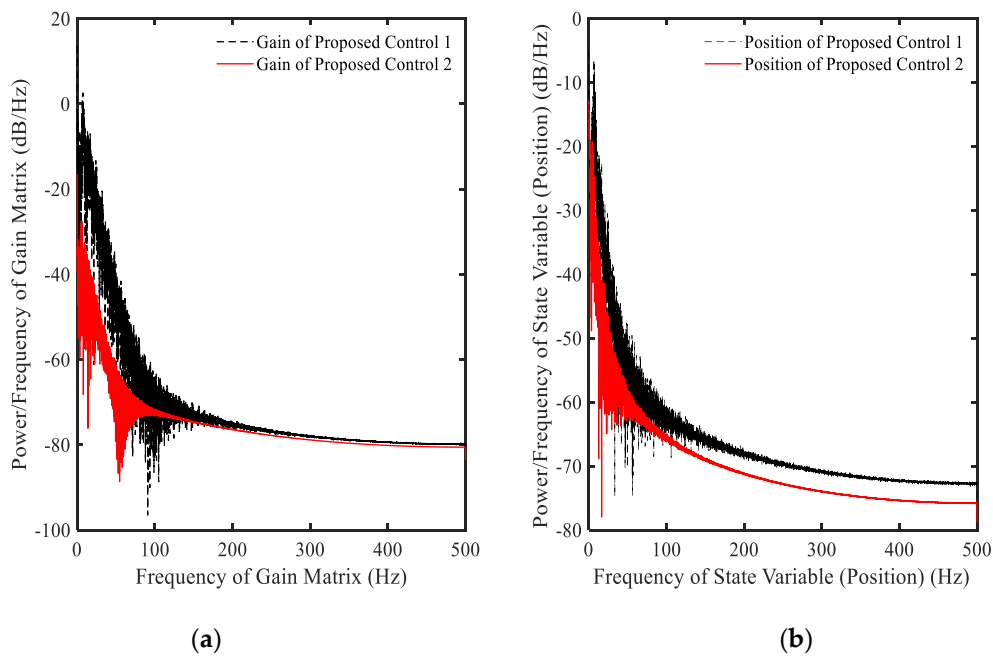 20
0
-20
-40
-60
-80
-100
0
100
200
300
400
500
Power/Frequency of Gain Matrix (dB/Hz)
Frequency of Gain Matrix (Hz)
Gain of Proposed Control 1
Gain of Proposed Control 2
(a)
0
-10
-20
-30
-40
-50
-60
-70
-80
0
100
200
300
400
500
Power/Frequency of State Variable (Position) (dB/Hz)
Frequency of State Variable (Position) (Hz)
Position of Proposed Control 1
Position of Proposed Control 2
(b)